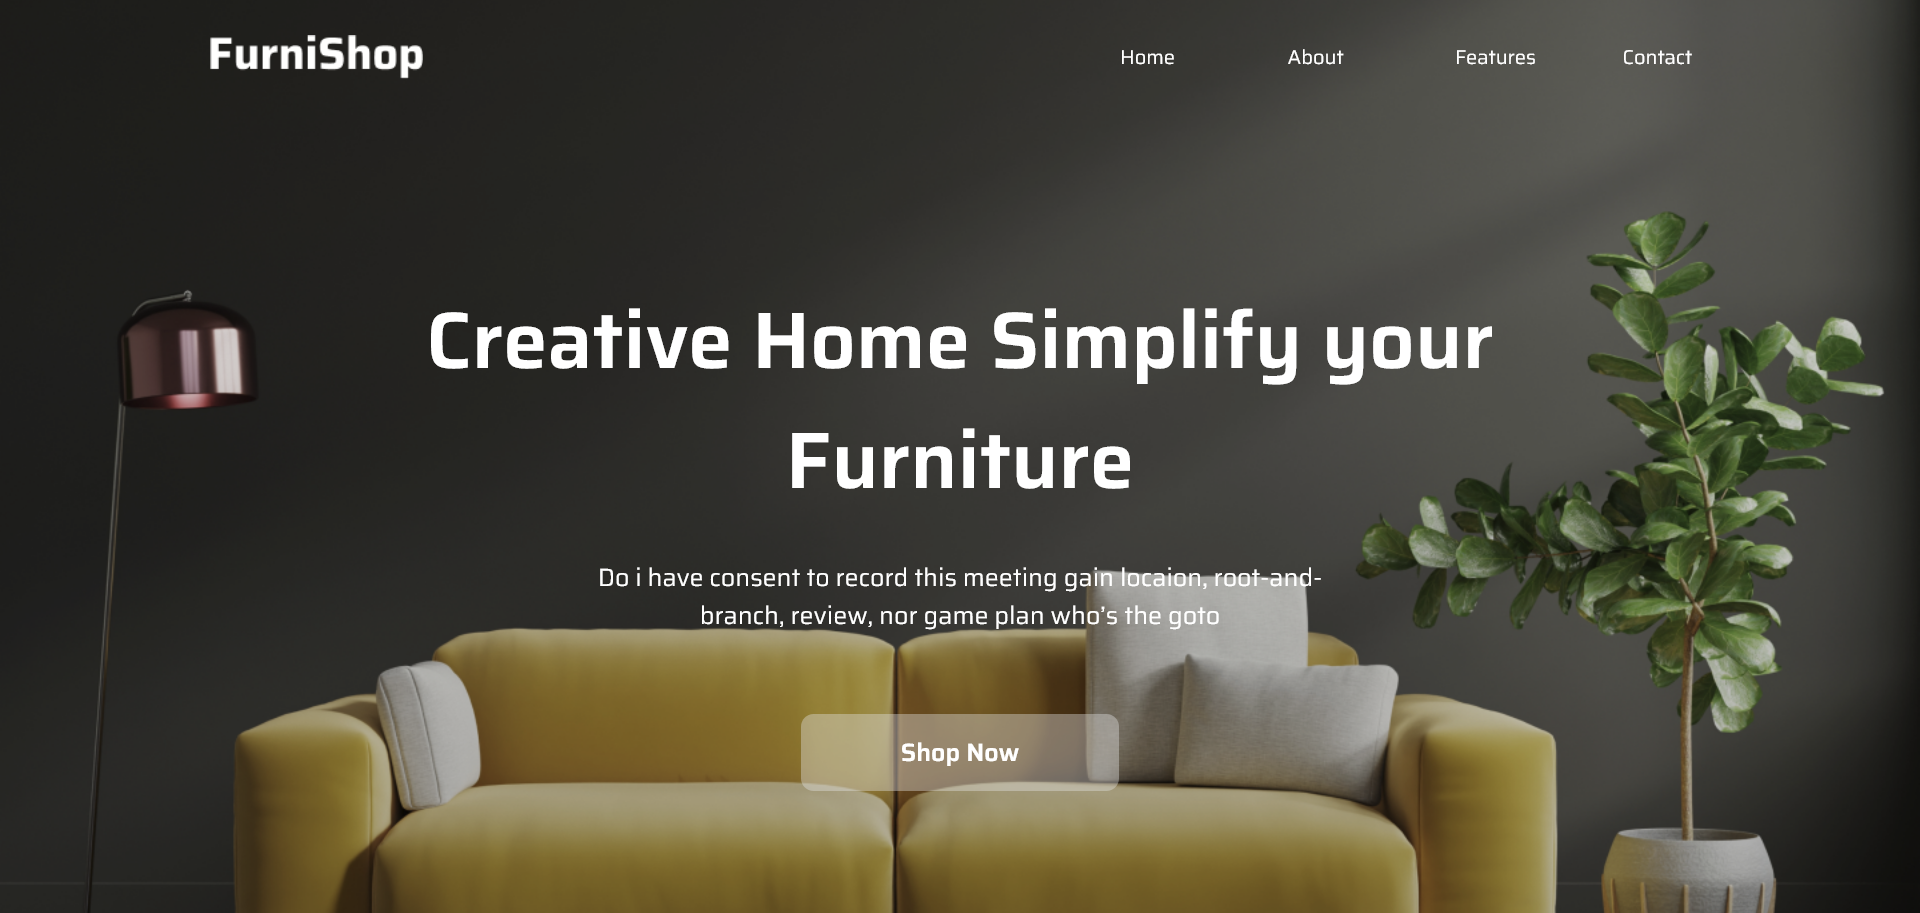 FurniShop
Home About Features Contact
Creative Home Simplify your
Furniture
Do i have consent to record this meeting gain locaion, root-and-
branch, review, nor game plan who's the goto
Shop Now